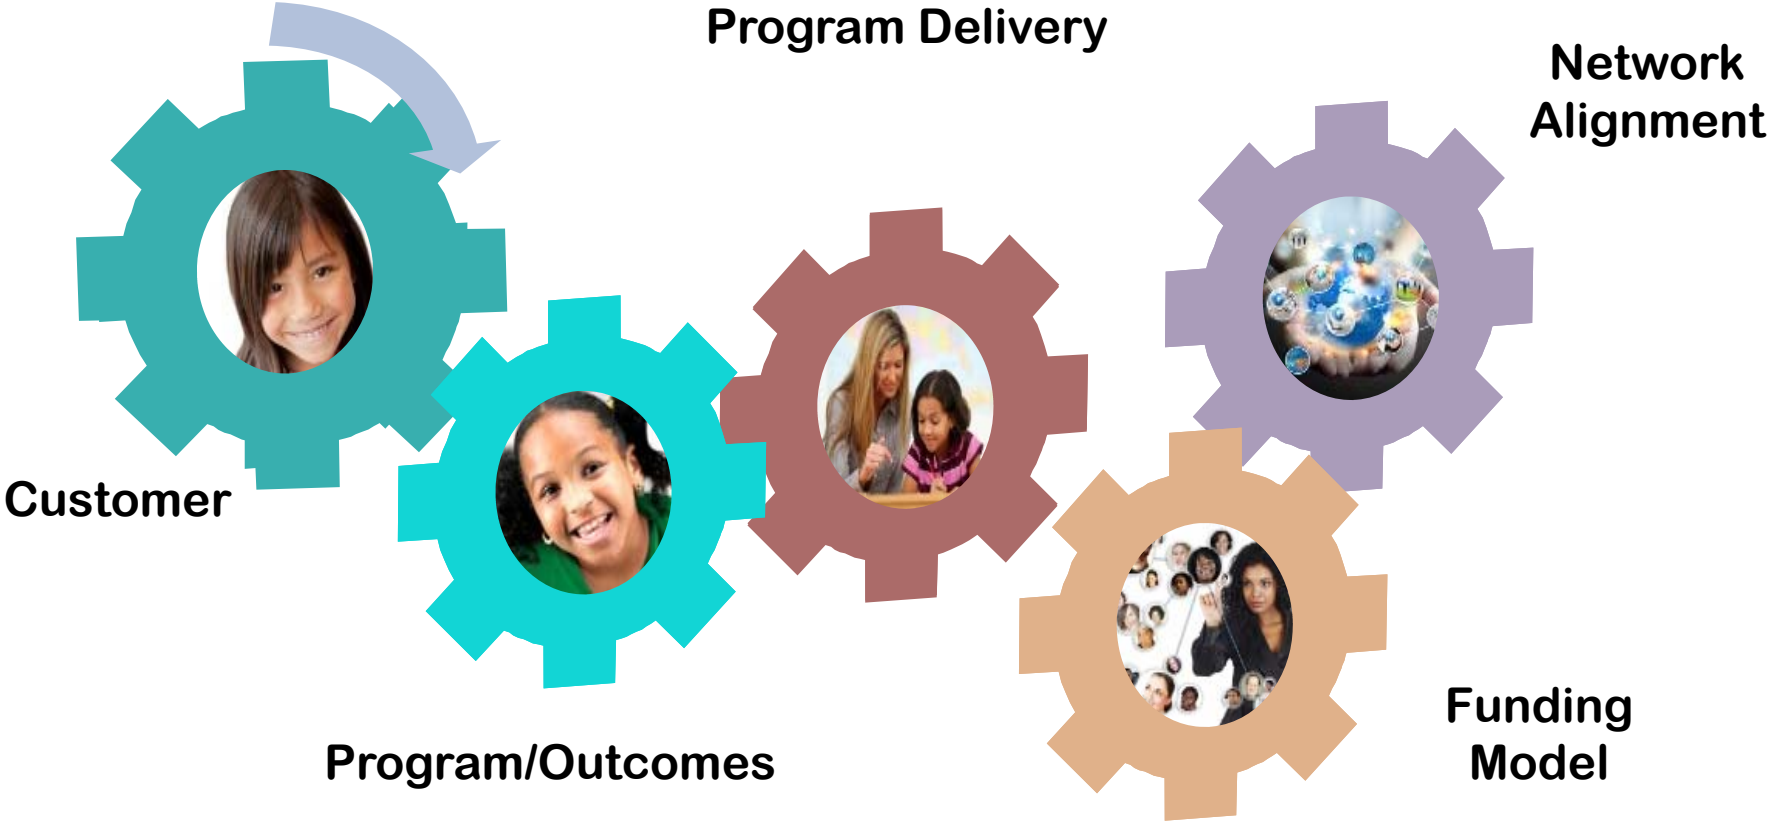 Program Delivery
Network
Alignment
Customer
Program/Outcomes
Funding
Model